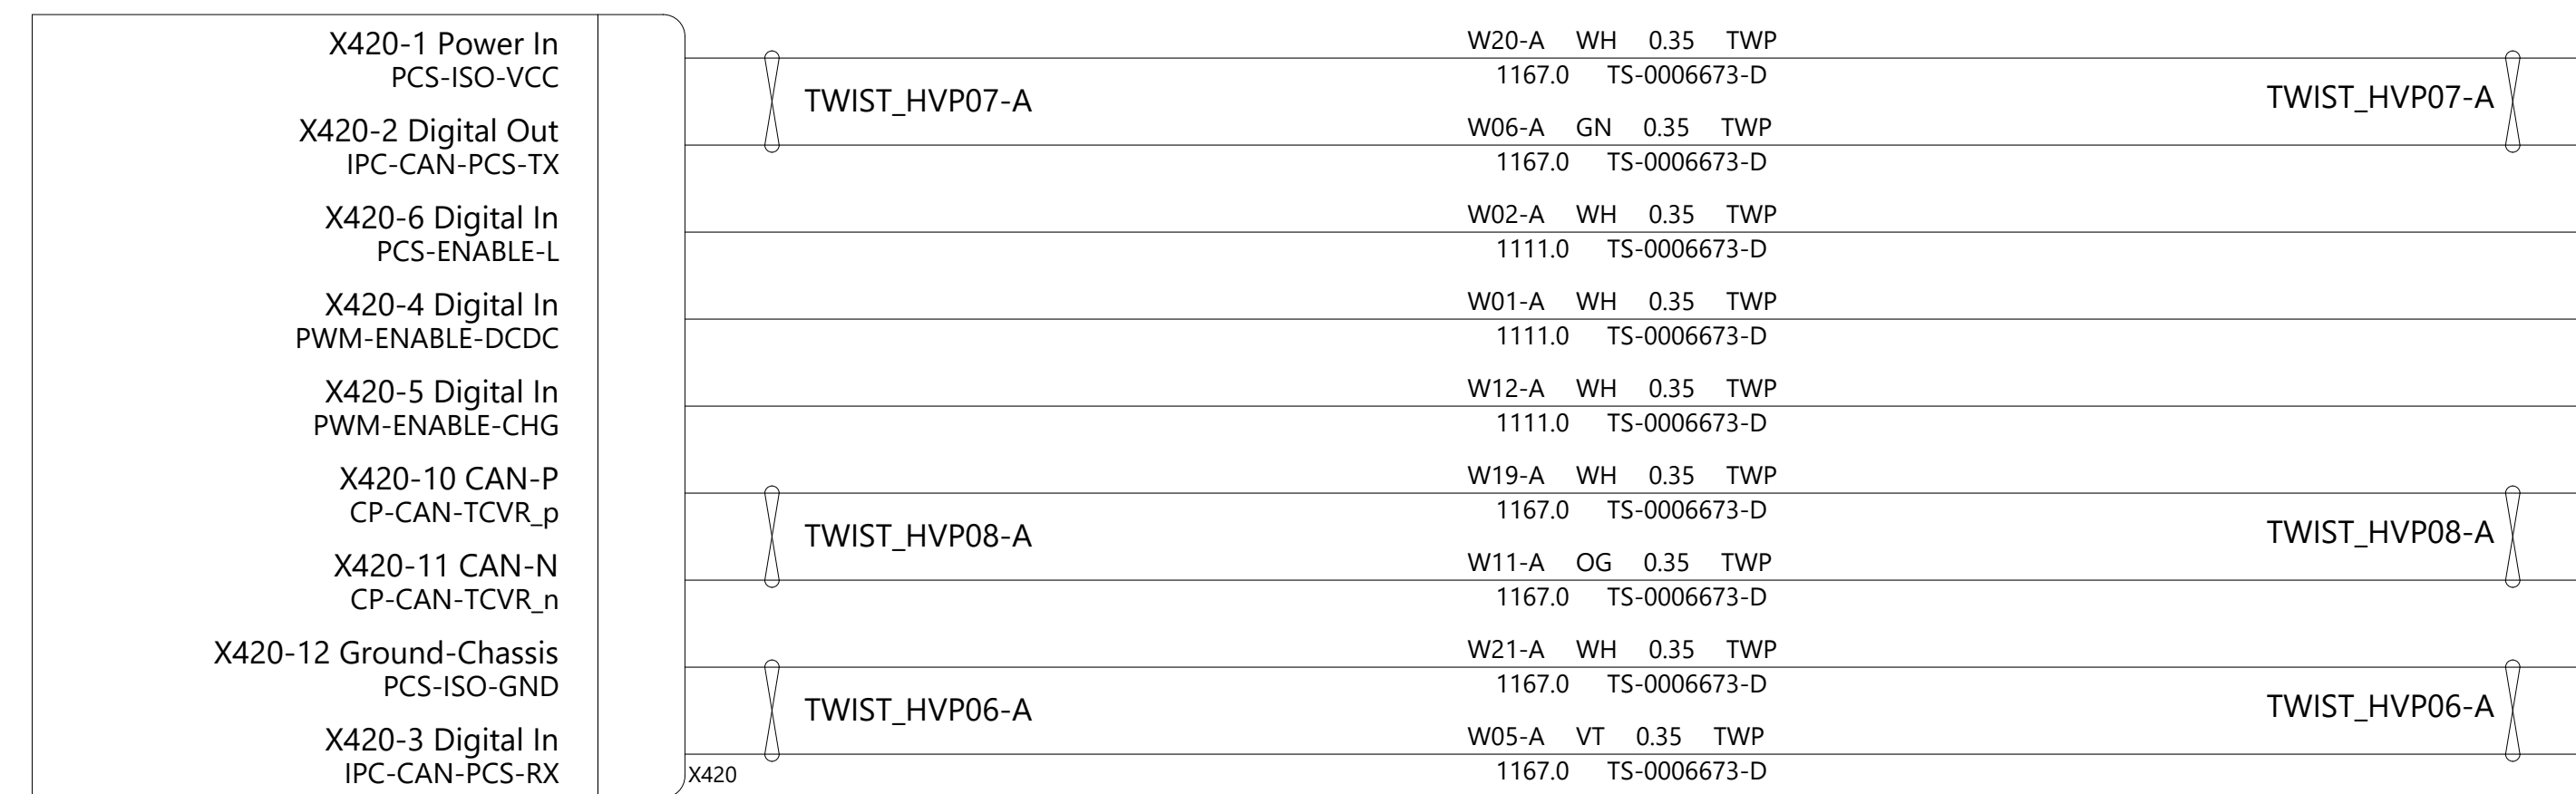 X420-1 Power In
PCS-ISO-VCC
W20-A WH 0.35 TWP
1167.0 TS-0006673-D
TWIST_HVP07-A
TWIST_HVP07-A
X420-2 Digital Out
IPC-CAN-PCS-TX
W06-A GN 0.35 TWP
1167.0 TS-0006673-D
X420-6 Digital In
PCS-ENABLE-L
W02-A WH 0.35 TWP
1111.0 TS-0006673-D
X420-4 Digital In
PWM-ENABLE-DCDC
W01-A WH 0.35 TWP
1111.0 TS-0006673-D
X420-5 Digital In
PWM-ENABLE-CHG
W12-A WH 0.35 TWP
1111.0 TS-0006673-D
X420-10 CAN-P
CP-CAN-TCVR_p
W19-A WH 0.35 TWP
1167.0 TS-0006673-D
TWIST_HVP08-A
TWIST_HVP08-A
X420-11 CAN-N
CP-CAN-TCVR_n
W11-A OG 0.35 TWP
1167.0 TS-0006673-D
X420-12 Ground-Chassis
PCS-ISO-GND
W21-A WH 0.35 TWP
1167.0 TS-0006673-D
TWIST_HVP06-A
TWIST_HVP06-A
X420-3 Digital In
IPC-CAN-PCS-RX
W05-A VT 0.35 TWP
1167.0 TS-0006673-D
X420